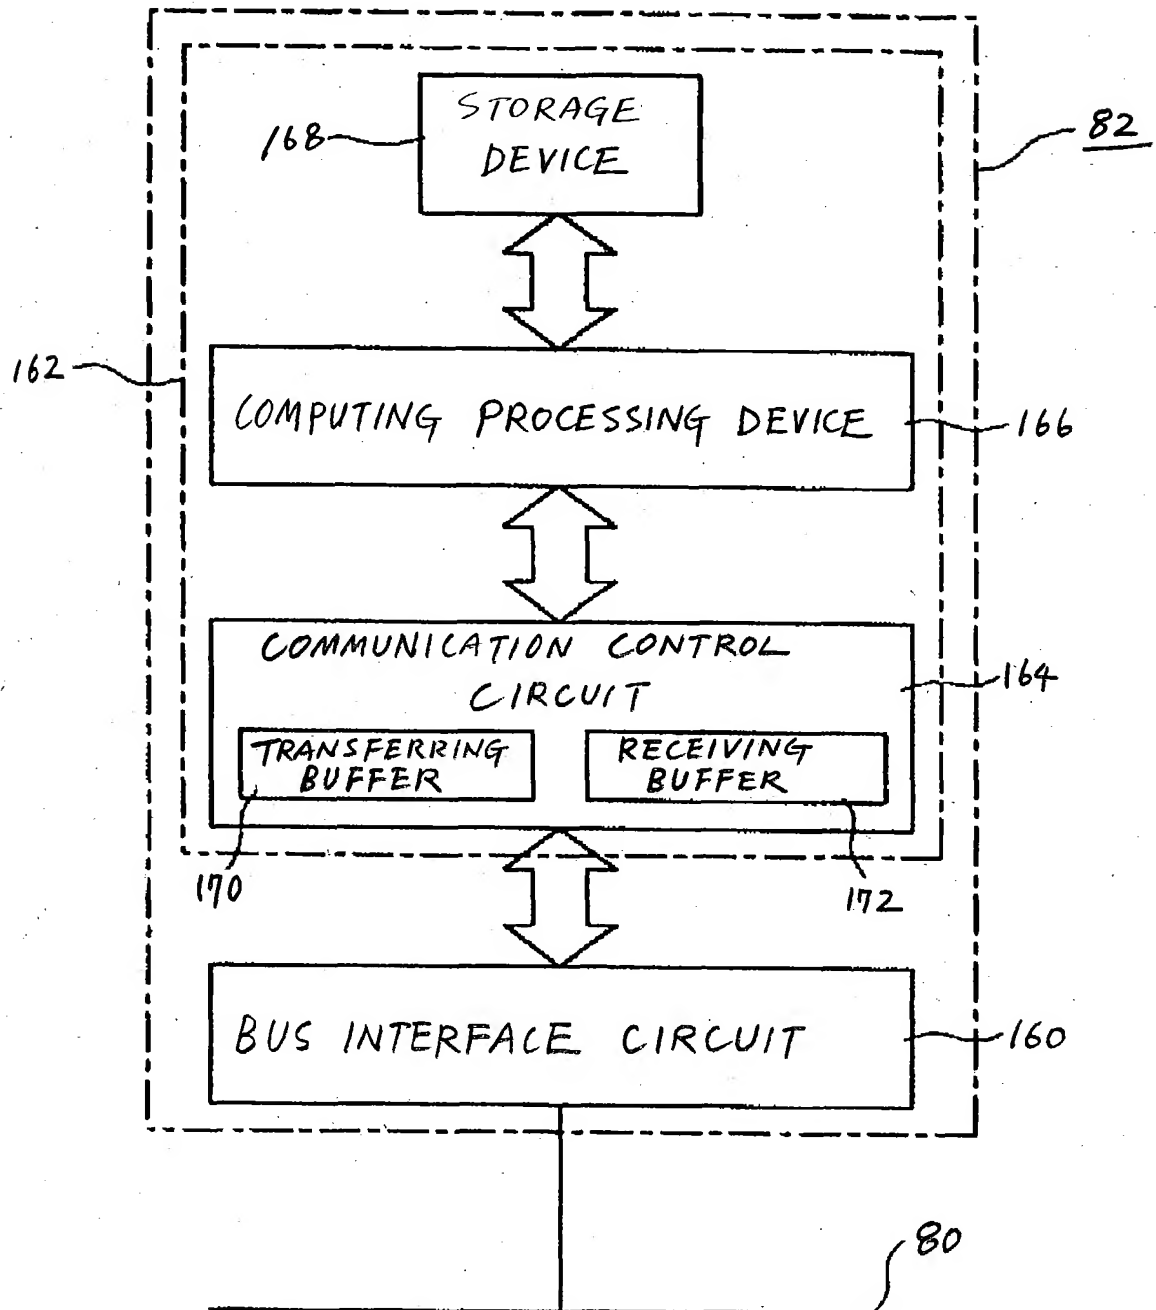 STORAGE
DEVICE
168
82
162
COMPUTING PROCESSING DEVICE
166
COMMUNICATION CONTROL
CIRCUIT
164
TRANSFERRING
BUFFER
RECEIVING
BUFFER
170
172
BUS INTERFACE CIRCUIT
160
80